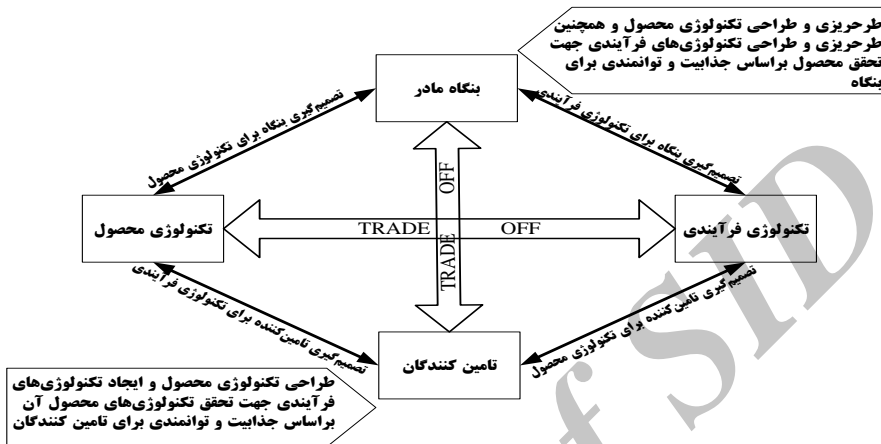 طرحریزی و طراحی تکنولوژی محصول و همچنین
طرحریزی و طراحی تکنولوژی‌های فرآیندی جهت
تحقق محصول براساس جذابیت و توانمندی برای
بنگاه
بنگاه مادر
تصمیم‌گیری بنگاه برای تکنولوژی فرآیندی
تصمیم‌گیری بنگاه برای تکنولوژی محصول
TRADE OFF
تکنولوژی فرآیندی
TRADE OFF
تکنولوژی محصول
تصمیم‌گیری تامین‌کننده برای تکنولوژی محصول
تصمیم‌گیری تامین‌کننده برای تکنولوژی فرآیندی
تامین کنندگان
طراحی تکنولوژی محصول و ایجاد تکنولوژی‌های
فرآیندی جهت تحقق تکنولوژی‌های محصول آن
براساس جذابیت و توانمندی برای تامین کنندگان
of SID